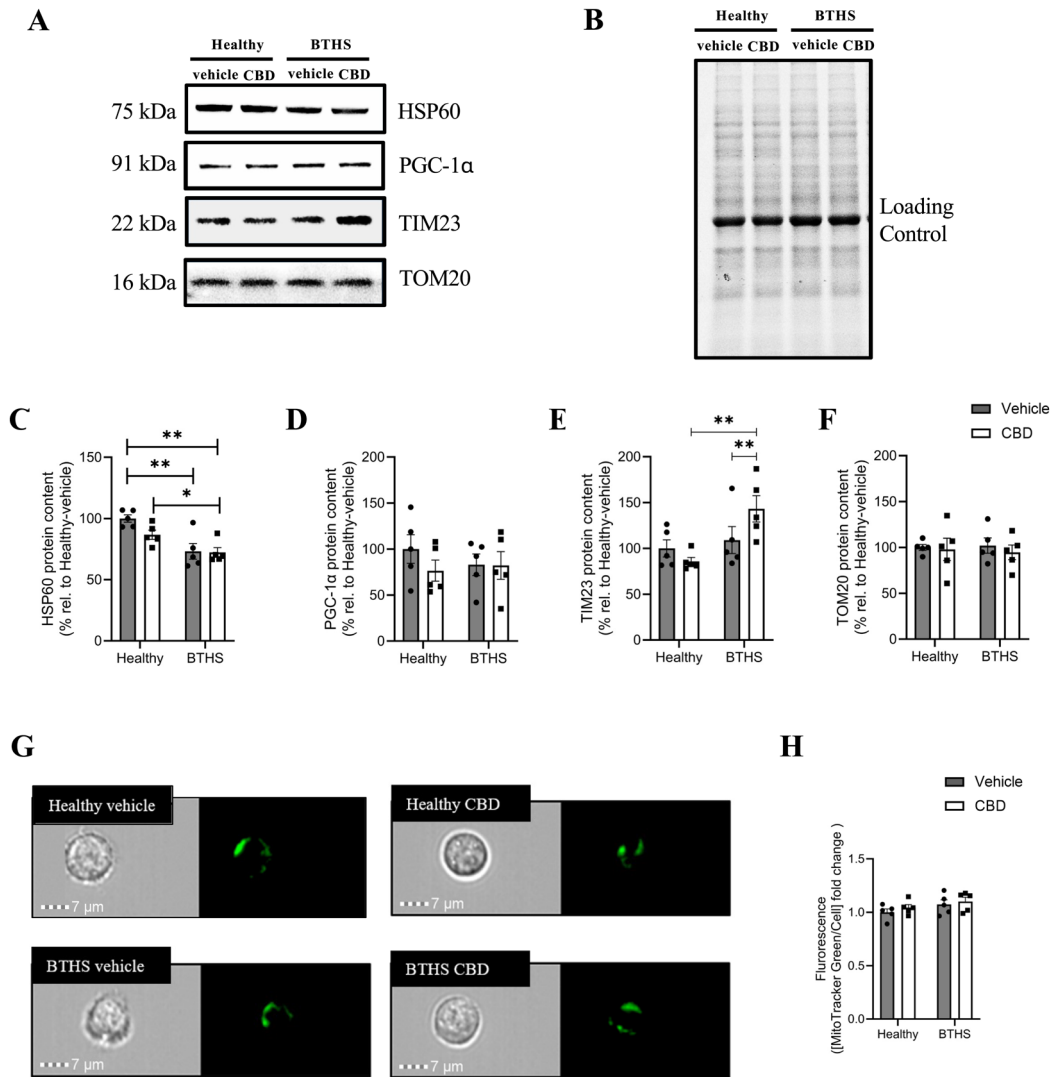 A
Healthy BTHS
vehicle CBD vehicle CBD
75 kDa HSP60
91 kDa PGC-1α
22 kDa TIM23
16 kDa TOM20
B
Healthy BTHS
vehicle CBD vehicle CBD
Loading
Control
C
HSP60 protein content
(% rel. to Healthy-vehicle)
150
100
50
0
** ** *
Healthy BTHS
D
PGC-1α protein content
(% rel. to Healthy-vehicle)
200
150
100
50
0
Healthy BTHS
E
TIM23 protein content
(% rel. to Healthy-vehicle)
200
150
100
50
0
** **
Healthy BTHS
F
Vehicle
CBD
TOM20 protein content
(% rel. to Healthy-vehicle)
200
150
100
50
0
Healthy BTHS
G
Healthy vehicle
7 µm
Healthy CBD
7 µm
BTHS vehicle
7 µm
BTHS CBD
7 µm
H
Vehicle
CBD
Flurorescence
([MitoTracker Green/Cell] fold change )
1.5
1.0
0.5
0.0
Healthy BTHS